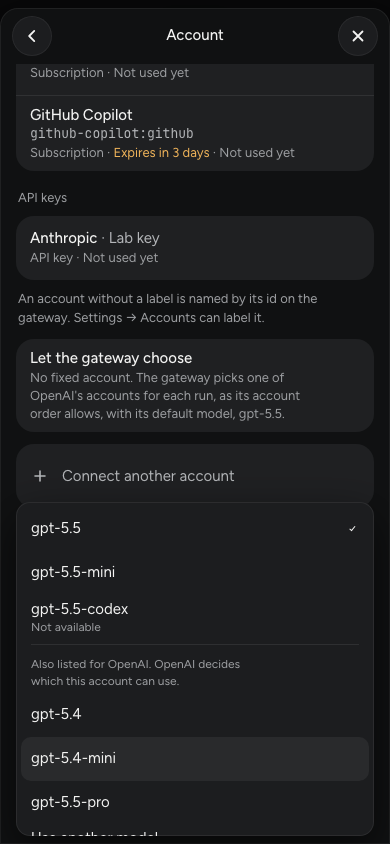 Account
Subscription · Not used yet
GitHub Copilot
github-copilot:github
Subscription · Expires in 3 days · Not used yet
API keys
Anthropic · Lab key
API key · Not used yet
An account without a label is named by its id on the
gateway. Settings → Accounts can label it.
Let the gateway choose
No fixed account. The gateway picks one of
OpenAI's accounts for each run, as its account
order allows, with its default model, gpt-5.5.
Connect another account
gpt-5.5
gpt-5.5-mini
gpt-5.5-codex
Not available
Also listed for OpenAI. OpenAI decides
which this account can use.
gpt-5.4
gpt-5.4-mini
gpt-5.5-pro
Use another model